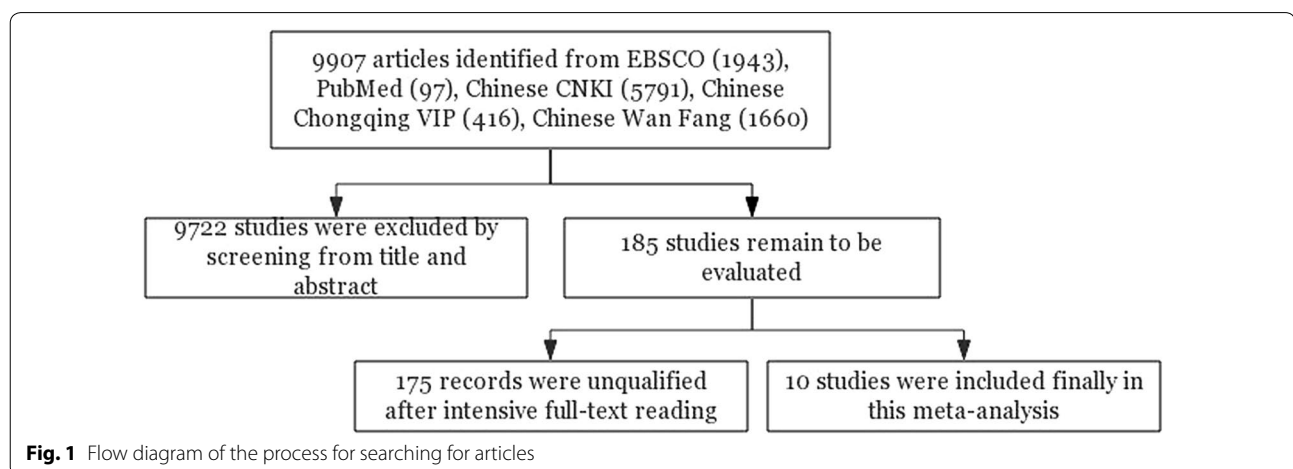 9907 articles identified from EBSCO (1943),
PubMed (97), Chinese CNKI (5791), Chinese
Chongqing VIP (416), Chinese Wan Fang (1660)
9722 studies were excluded by
screening from title and
abstract
185 studies remain to be
evaluated
175 records were unqualified
after intensive full-text reading
10 studies were included finally in
this meta-analysis
Fig. 1 Flow diagram of the process for searching for articles